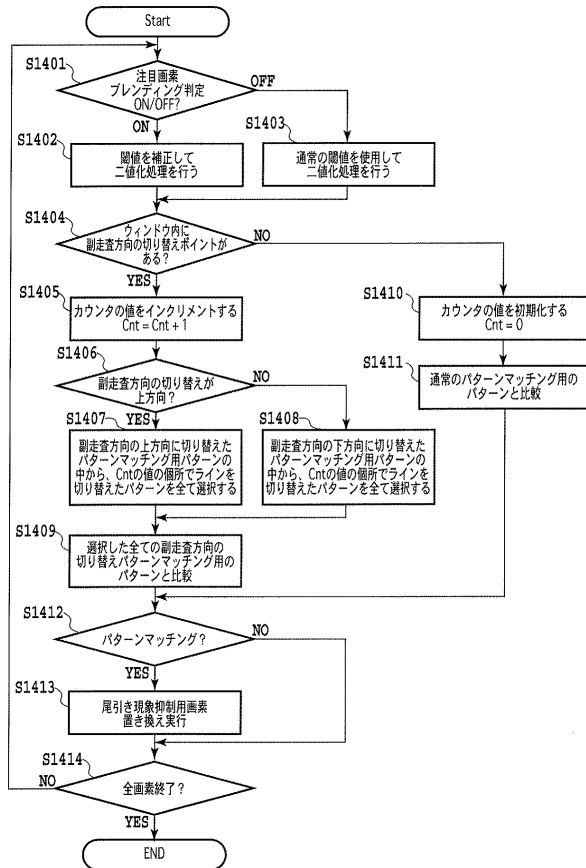 Start
S1401
注目画素
ブレンディング判定
ON/OFF?
OFF
ON
S1402
閾値を補正して
二値化処理を行う
S1403
通常の閾値を使用して
二値化処理を行う
S1404
ウィンドウ内に
副走査方向の切り替えポイントが
ある？
NO
YES
S1405
カウンタの値をインクリメントする
Cnt = Cnt + 1
S1410
カウンタの値を初期化する
Cnt = 0
S1406
副走査方向の切り替えが
上方向？
NO
YES
S1411
通常のパターンマッチング用の
パターンと比較
S1407
副走査方向の上方向に切り替えた
パターンマッチング用パターンの
中から、Cntの値の個所でラインを
切り替えたパターンを全て選択する
S1408
副走査方向の下方向に切り替えた
パターンマッチング用パターンの
中から、Cntの値の個所でラインを
切り替えたパターンを全て選択する
S1409
選択した全ての副走査方向の
切り替えパターンマッチング用の
パターンと比較
S1412
パターンマッチング？
NO
YES
S1413
尾引き現象抑制用画素
置き換え実行
S1414
全画素終了？
NO
YES
END